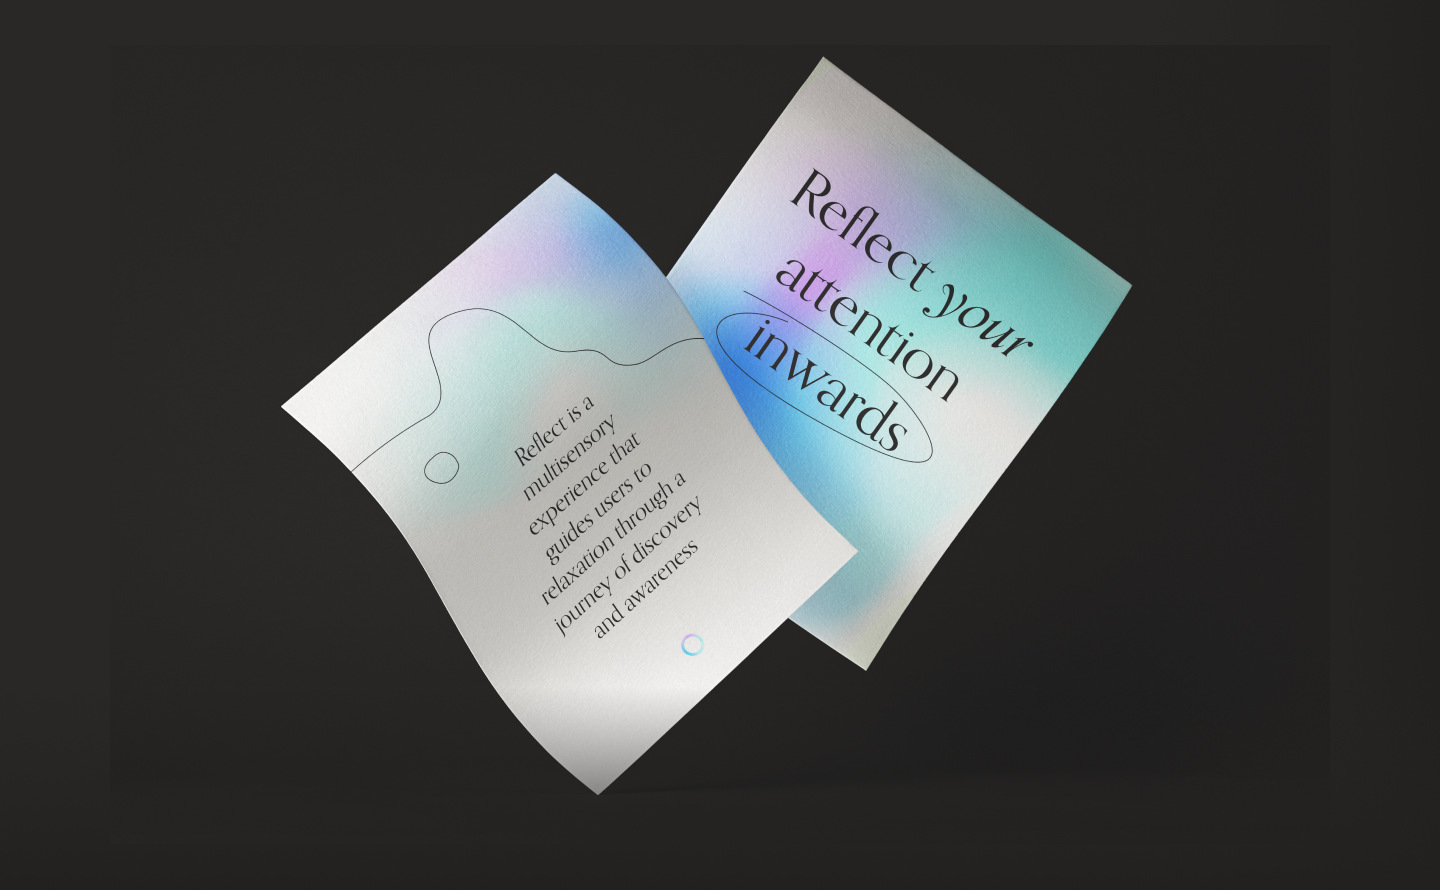 Reflect your
attention
inwards
Reflect is a
multisensory
experience that
guides users to
relaxation through a
journey of discovery
and awareness